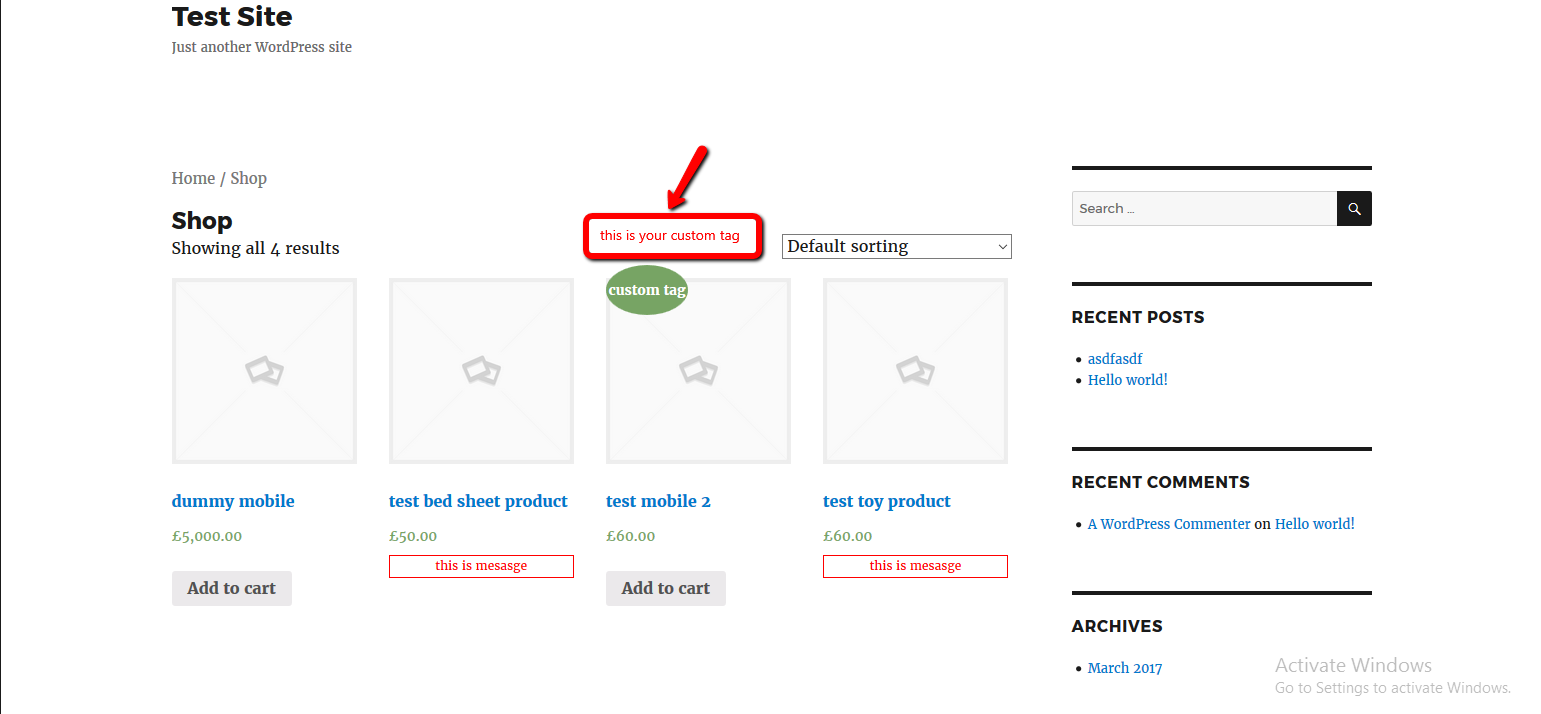 Test Site
Just another WordPress site
Home / Shop
Shop
Showing all 4 results
this is your custom tag
Default sorting
custom tag
dummy mobile
£5,000.00
Add to cart
test bed sheet product
£50.00
this is mesasge
test mobile 2
£60.00
Add to cart
test toy product
£60.00
this is mesasge
Search ...
RECENT POSTS
asdfasdf
Hello world!
RECENT COMMENTS
A WordPress Commenter on Hello world!
ARCHIVES
March 2017
Activate Windows
Go to Settings to activate Windows.